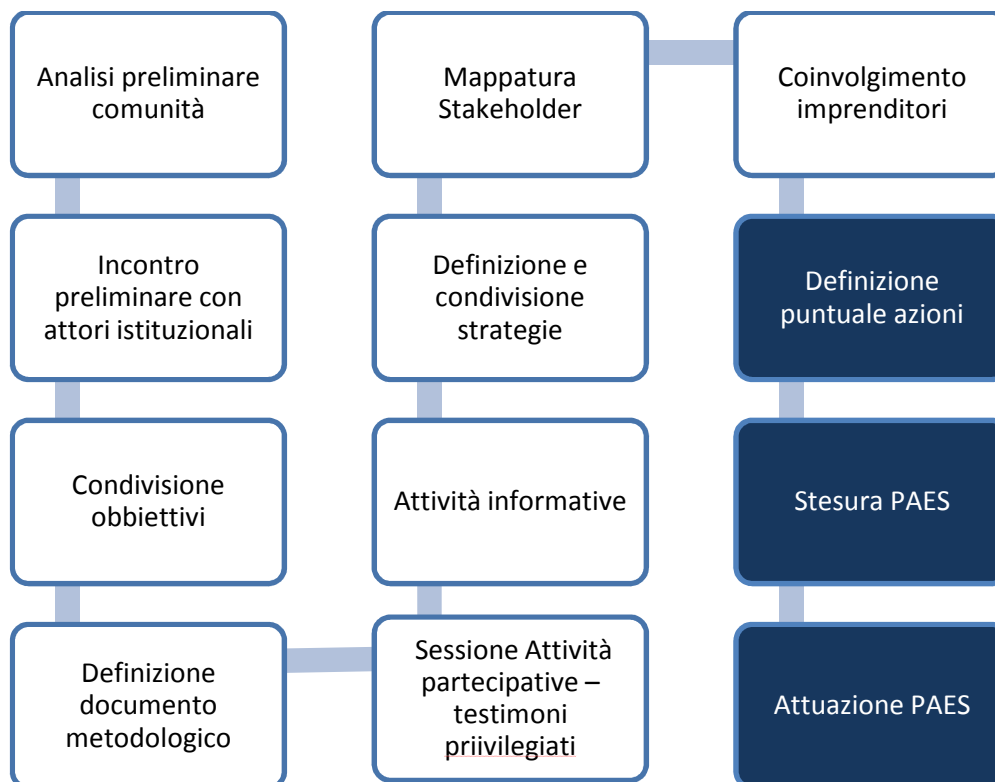 Analisi preliminare
comunità
Incontro
preliminare con
attori istituzionali
Condivisione
obbiettivi
Definizione
documento
metodologico
Sessione Attività
partecipative –
testimoni
priivilegiati
Attività informative
Definizione e
condivisione
strategie
Mappatura
Stakeholder
Coinvolgimento
imprenditori
Definizione
puntuale azioni
Stesura PAES
Attuazione PAES